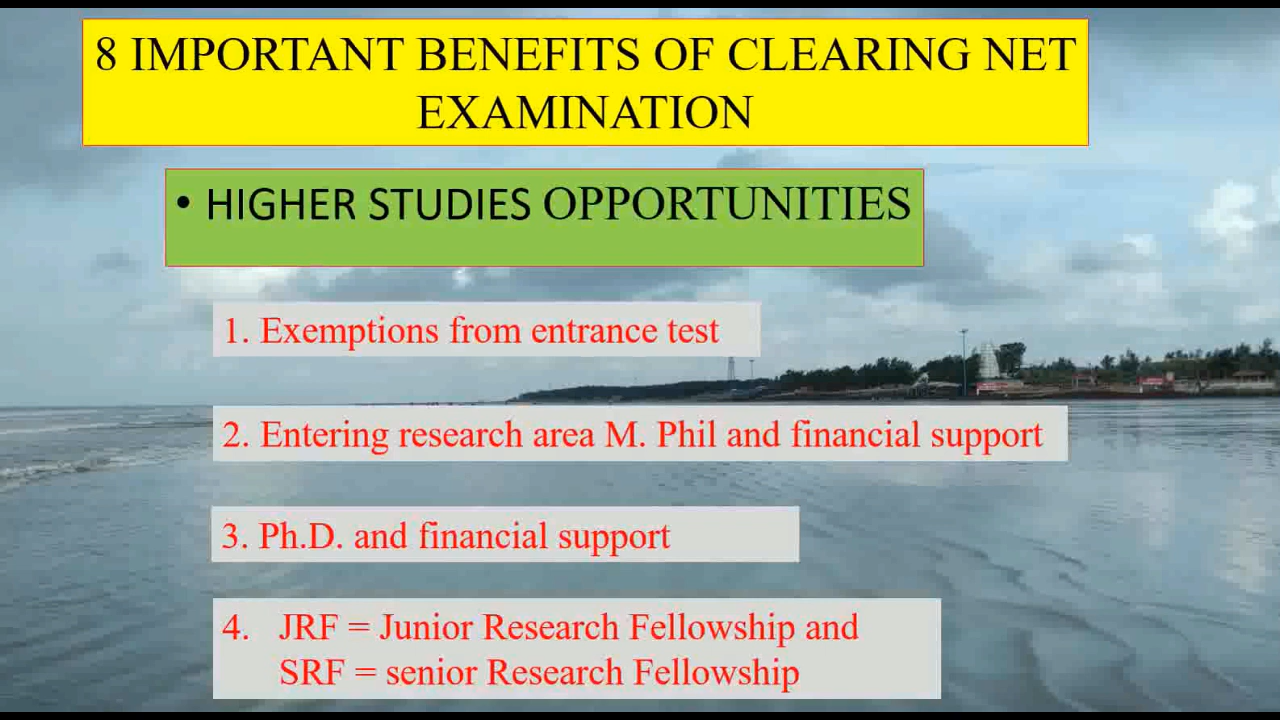 8 IMPORTANT BENEFITS OF CLEARING NET
EXAMINATION
• HIGHER STUDIES OPPORTUNITIES
1. Exemptions from entrance test
2. Entering research area M. Phil and financial support
3. Ph.D. and financial support
4. JRF = Junior Research Fellowship and
SRF = senior Research Fellowship